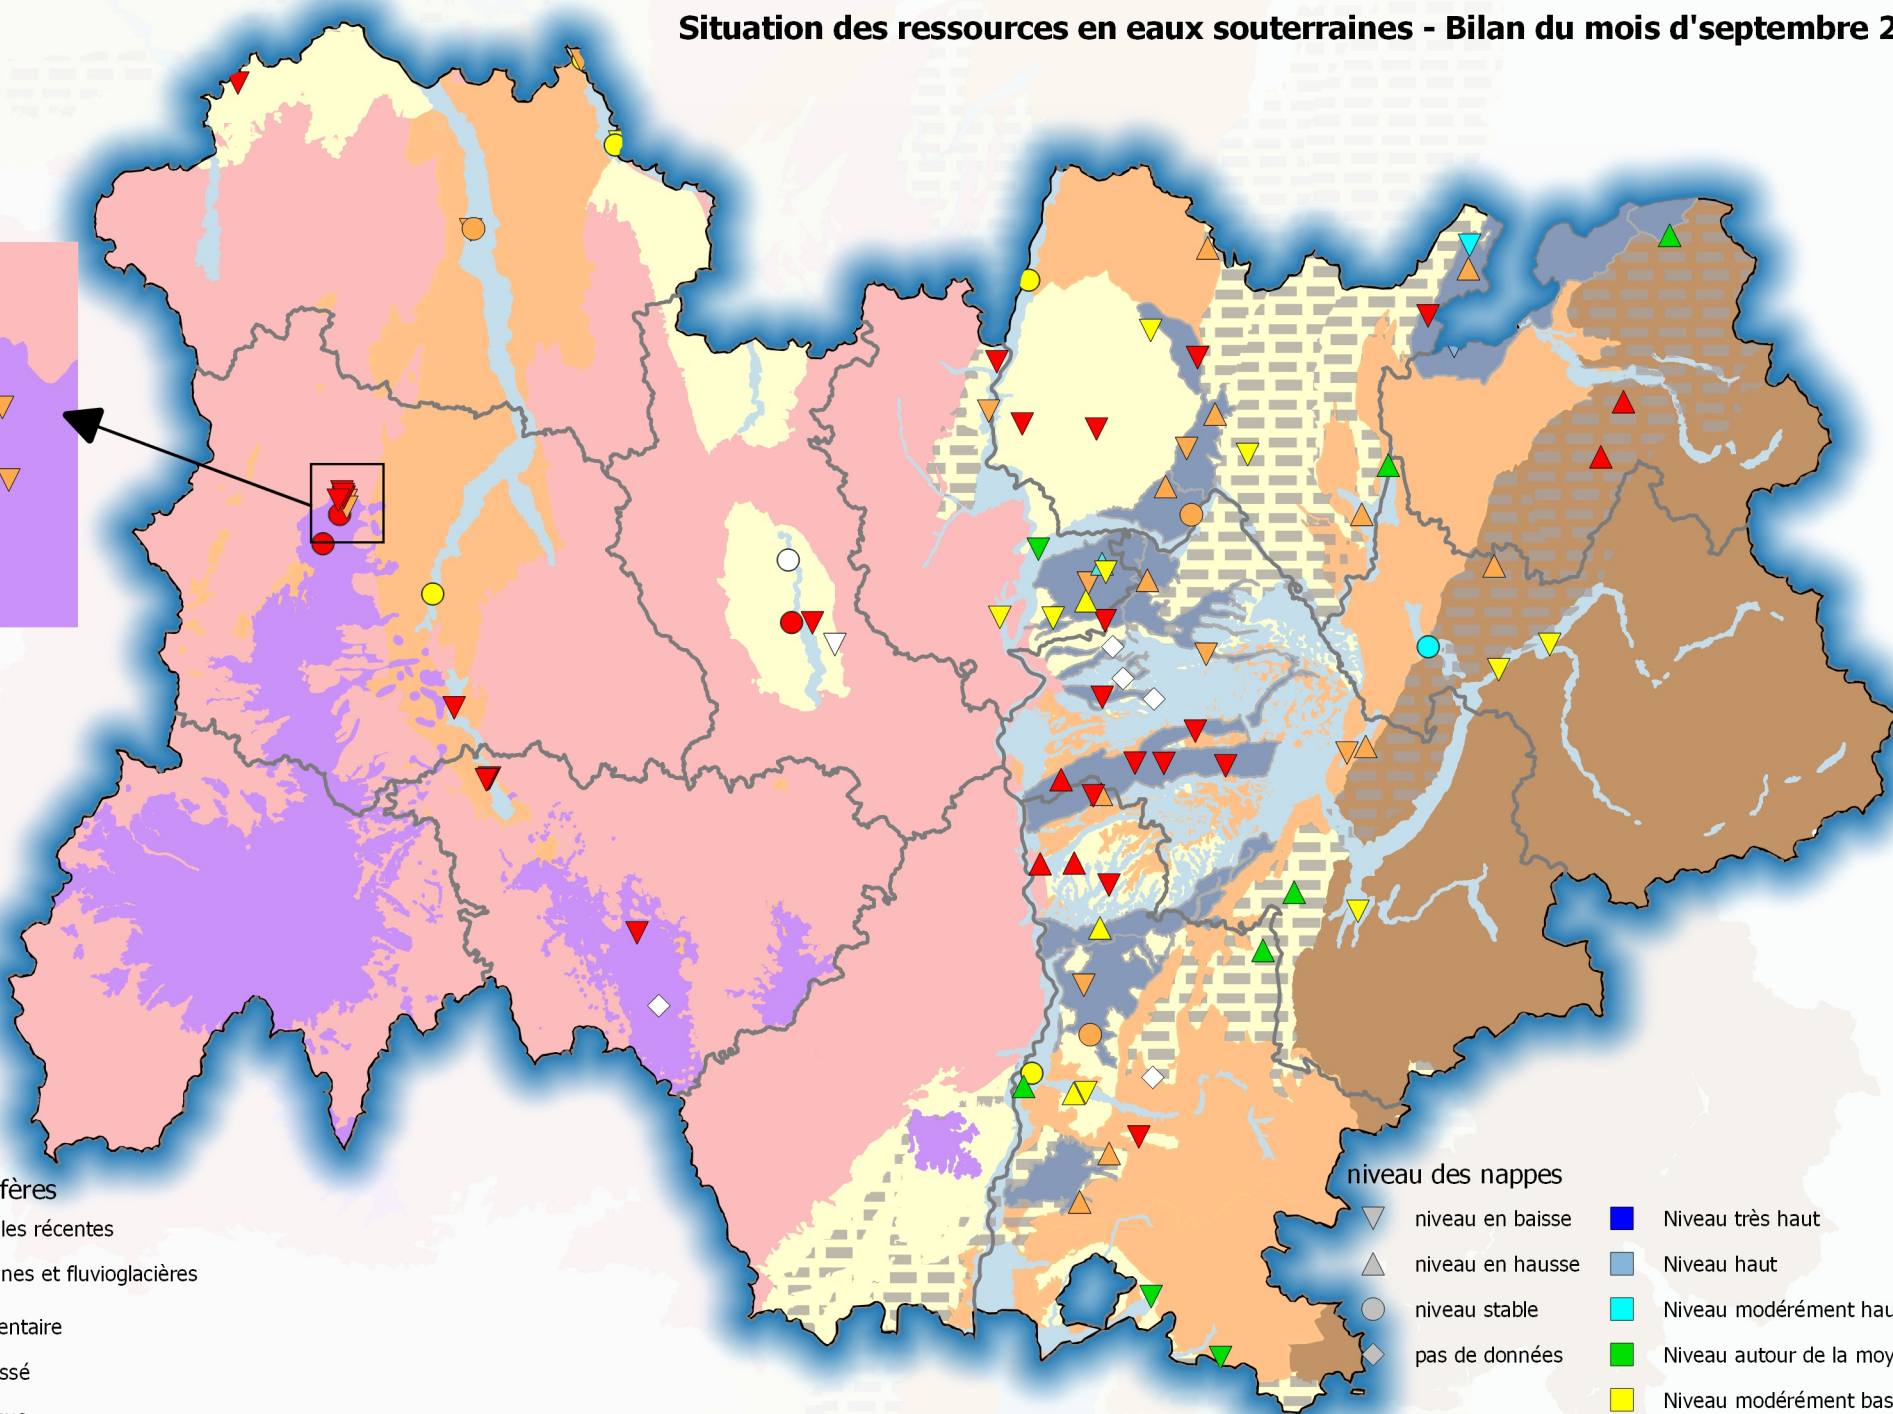 Situation des ressources en eaux souterraines - Bilan du mois d'septembre 2
fères
les récentes
nes et fluvioglacières
entaire
ssé
niveau des nappes
niveau en baisse
niveau en hausse
niveau stable
pas de données
Niveau très haut
Niveau haut
Niveau modérément hau
Niveau autour de la moy
Niveau modérément bas